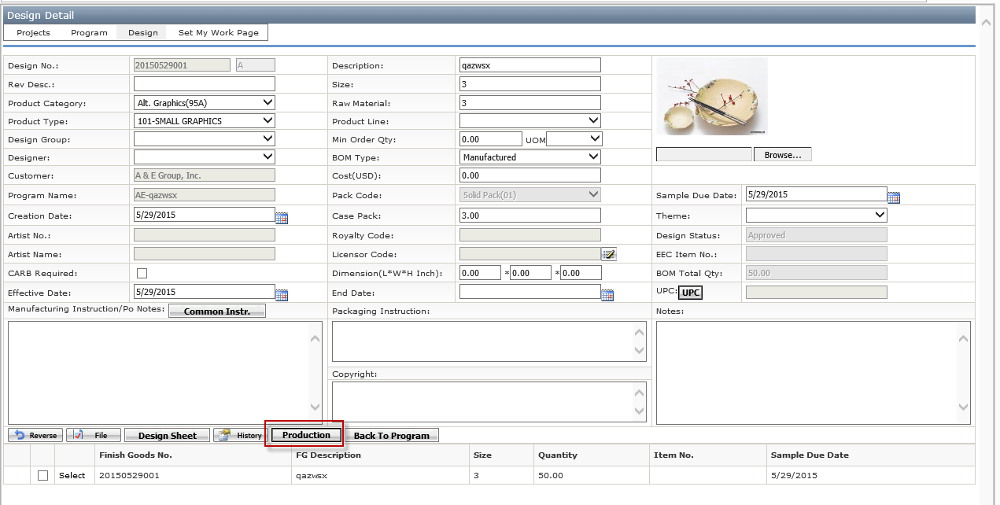 Design Detail
Projects Program Design Set My Work Page
Design No.: 20150529001 A Description: qazwsx
Rev Desc.: Size: 3
Product Category: Alt. Graphics(95A) Raw Material: 3
Product Type: 101-SMALL GRAPHICS Product Line:
Design Group: Min Order Qty: 0.00 UOM
Browse...
Designer: BOM Type: Manufactured
Customer: A & E Group, Inc. Cost(USD): 0.00
Program Name: AE-qazwsx Pack Code: Solid Pack(01) Sample Due Date: 5/29/2015
Creation Date: 5/29/2015 Case Pack: 3.00 Theme:
Artist No.: Royalty Code: Design Status: Approved
Artist Name: Licensor Code: EEC Item No.:
CARB Required: Dimension(L*W*H Inch): 0.00 * 0.00 * 0.00 BOM Total Qty: 50.00
Effective Date: 5/29/2015 End Date: UPC: UPC
Manufacturing Instruction/Po Notes: Common Instr. Packaging Instruction: Notes:
Copyright:
Reverse File Design Sheet History Production Back To Program
Finish Goods No. FG Description Size Quantity Item No. Sample Due Date
Select 20150529001 qazwsx 3 50.00 5/29/2015